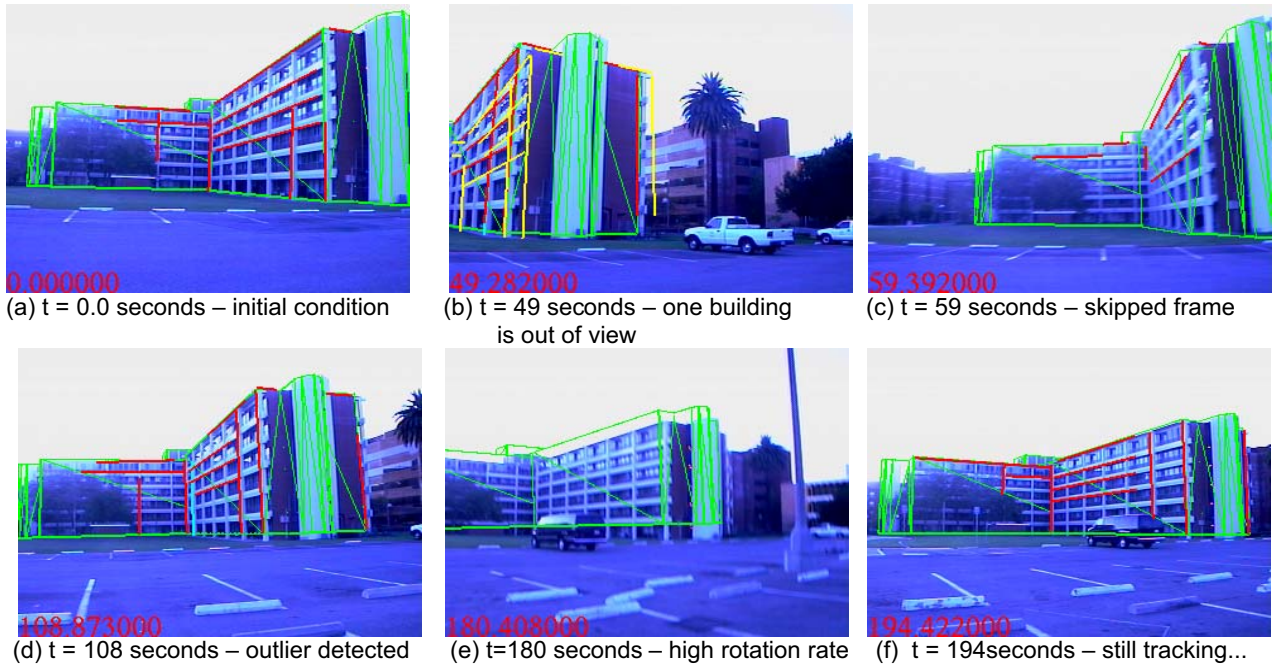 0.000000
49.282000
59.392000
(a) t = 0.0 seconds – initial condition
(b) t = 49 seconds – one building
is out of view
(c) t = 59 seconds – skipped frame
108.873000
180.408000
194.422000
(d) t = 108 seconds – outlier detected
(e) t=180 seconds – high rotation rate
(f) t = 194seconds – still tracking...